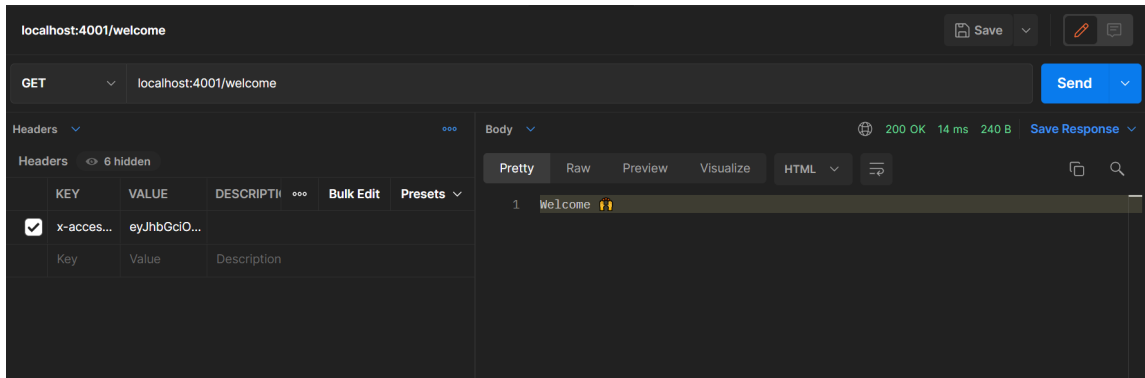 localhost:4001/welcome
Save
GET
localhost:4001/welcome
Send
Headers
Body
200 OK 14 ms 240 B Save Response
Headers 6 hidden
Pretty Raw Preview Visualize HTML
KEY VALUE DESCRIPTI Bulk Edit Presets
x-acces... eyJhbGciO...
Key Value Description
1 Welcome 🙌